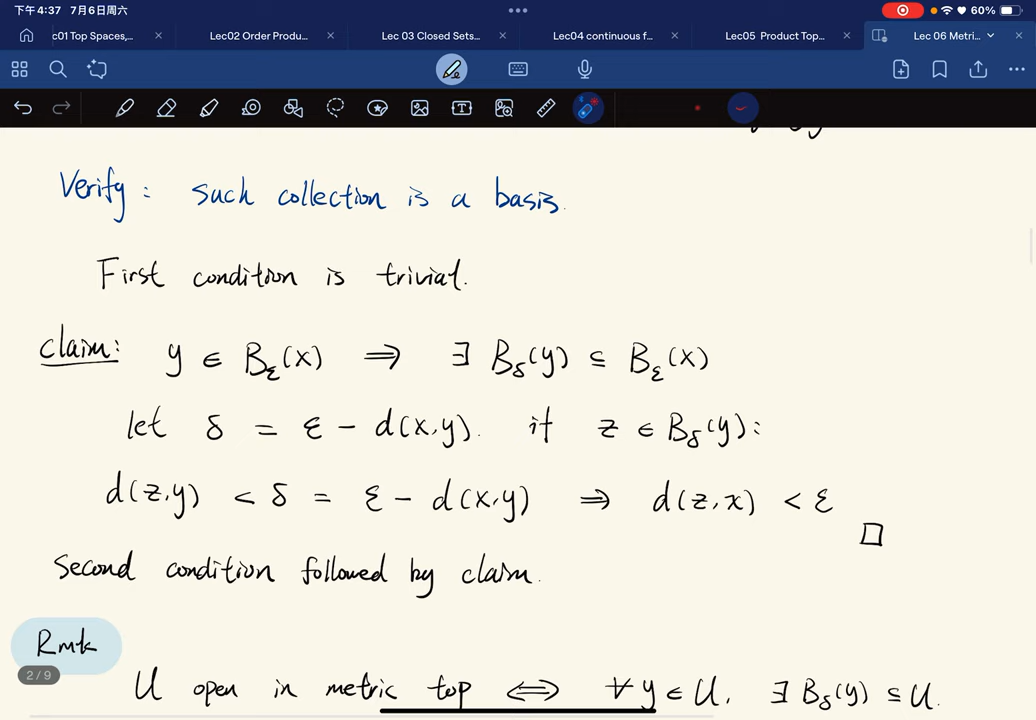 下午4:37 7月6日周六
60%
c01 Top Spaces,...
Lec02 Order Produ...
Lec 03 Closed Sets...
Lec04 continuous f...
Lec05 Product Top...
Lec 06 Metri...
Verify: such collection is a basis.
First condition is trivial.
claim: y ∈ B_ε(x) ⇒ ∃ B_δ(y) ⊆ B_ε(x)
let δ = ε - d(x,y). if z ∈ B_δ(y):
d(z,y) < δ = ε - d(x,y) ⇒ d(z,x) < ε
□
Second condition followed by claim.
Rmk
2/9
U open in metric top ⇔ ∀ y ∈ U, ∃ B_δ(y) ⊆ U.